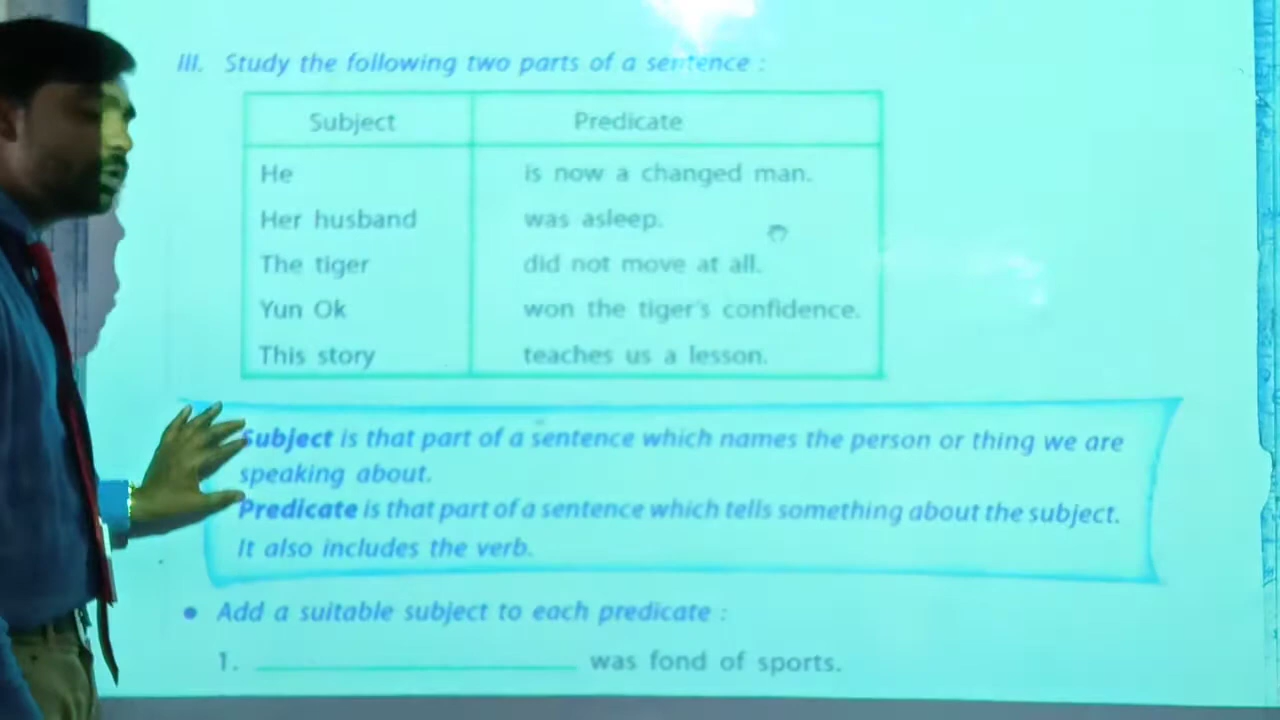 III. Study the following two parts of a sentence :
Subject Predicate
He is now a changed man.
Her husband was asleep.
The tiger did not move at all.
Yun Ok won the tiger's confidence.
This story teaches us a lesson.
Subject is that part of a sentence which names the person or thing we are
speaking about.
Predicate is that part of a sentence which tells something about the subject.
It also includes the verb.
• Add a suitable subject to each predicate :
1. ____________________ was fond of sports.